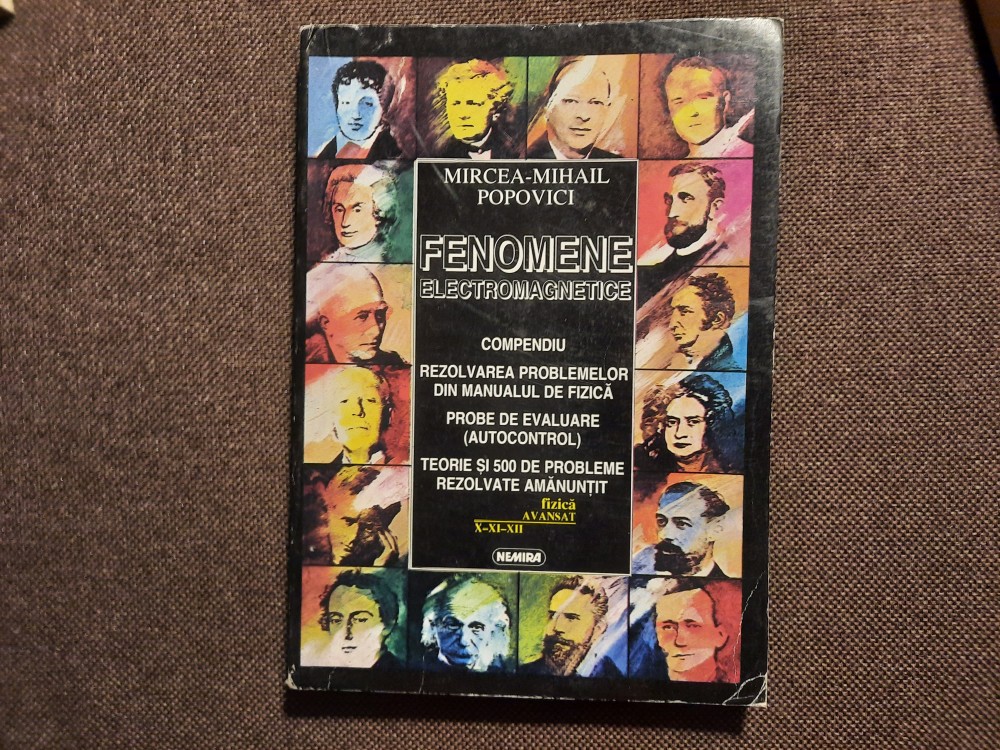 MIRCEA-MIHAIL
POPOVICI
FENOMENE
ELECTROMAGNETICE
COMPENDIU
REZOLVAREA PROBLEMELOR
DIN MANUALUL DE FIZICĂ
PROBE DE EVALUARE
(AUTOCONTROL)
TEORIE ȘI 500 DE PROBLEME
REZOLVATE AMĂNUNȚIT
fizică
AVANSAT
X-XI-XII
NEMIRA